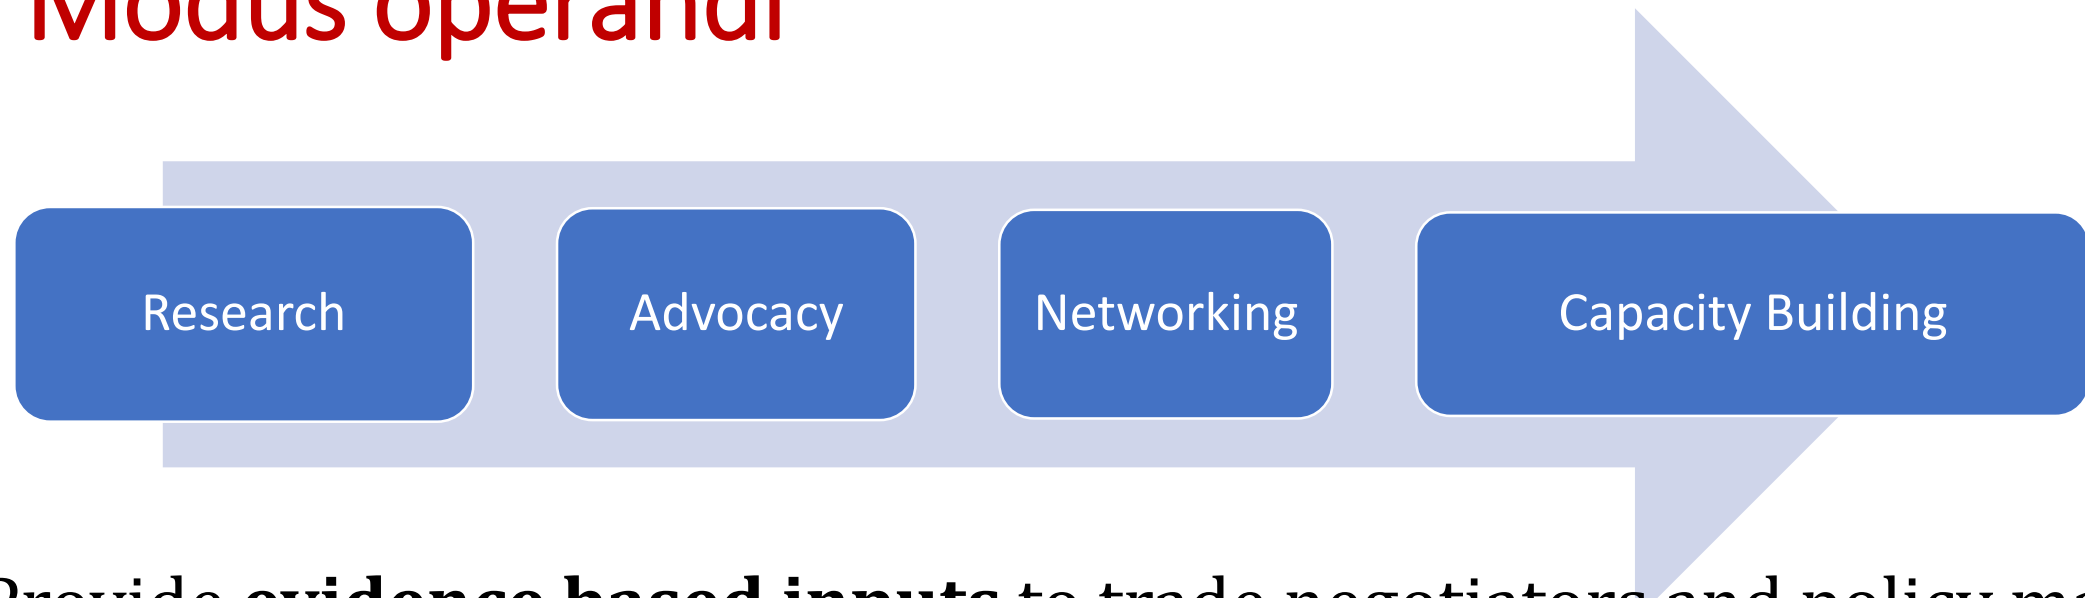 Modus operandi
Research Advocacy Networking Capacity Building
Provide evidence based inputs to trade negotiators and policy